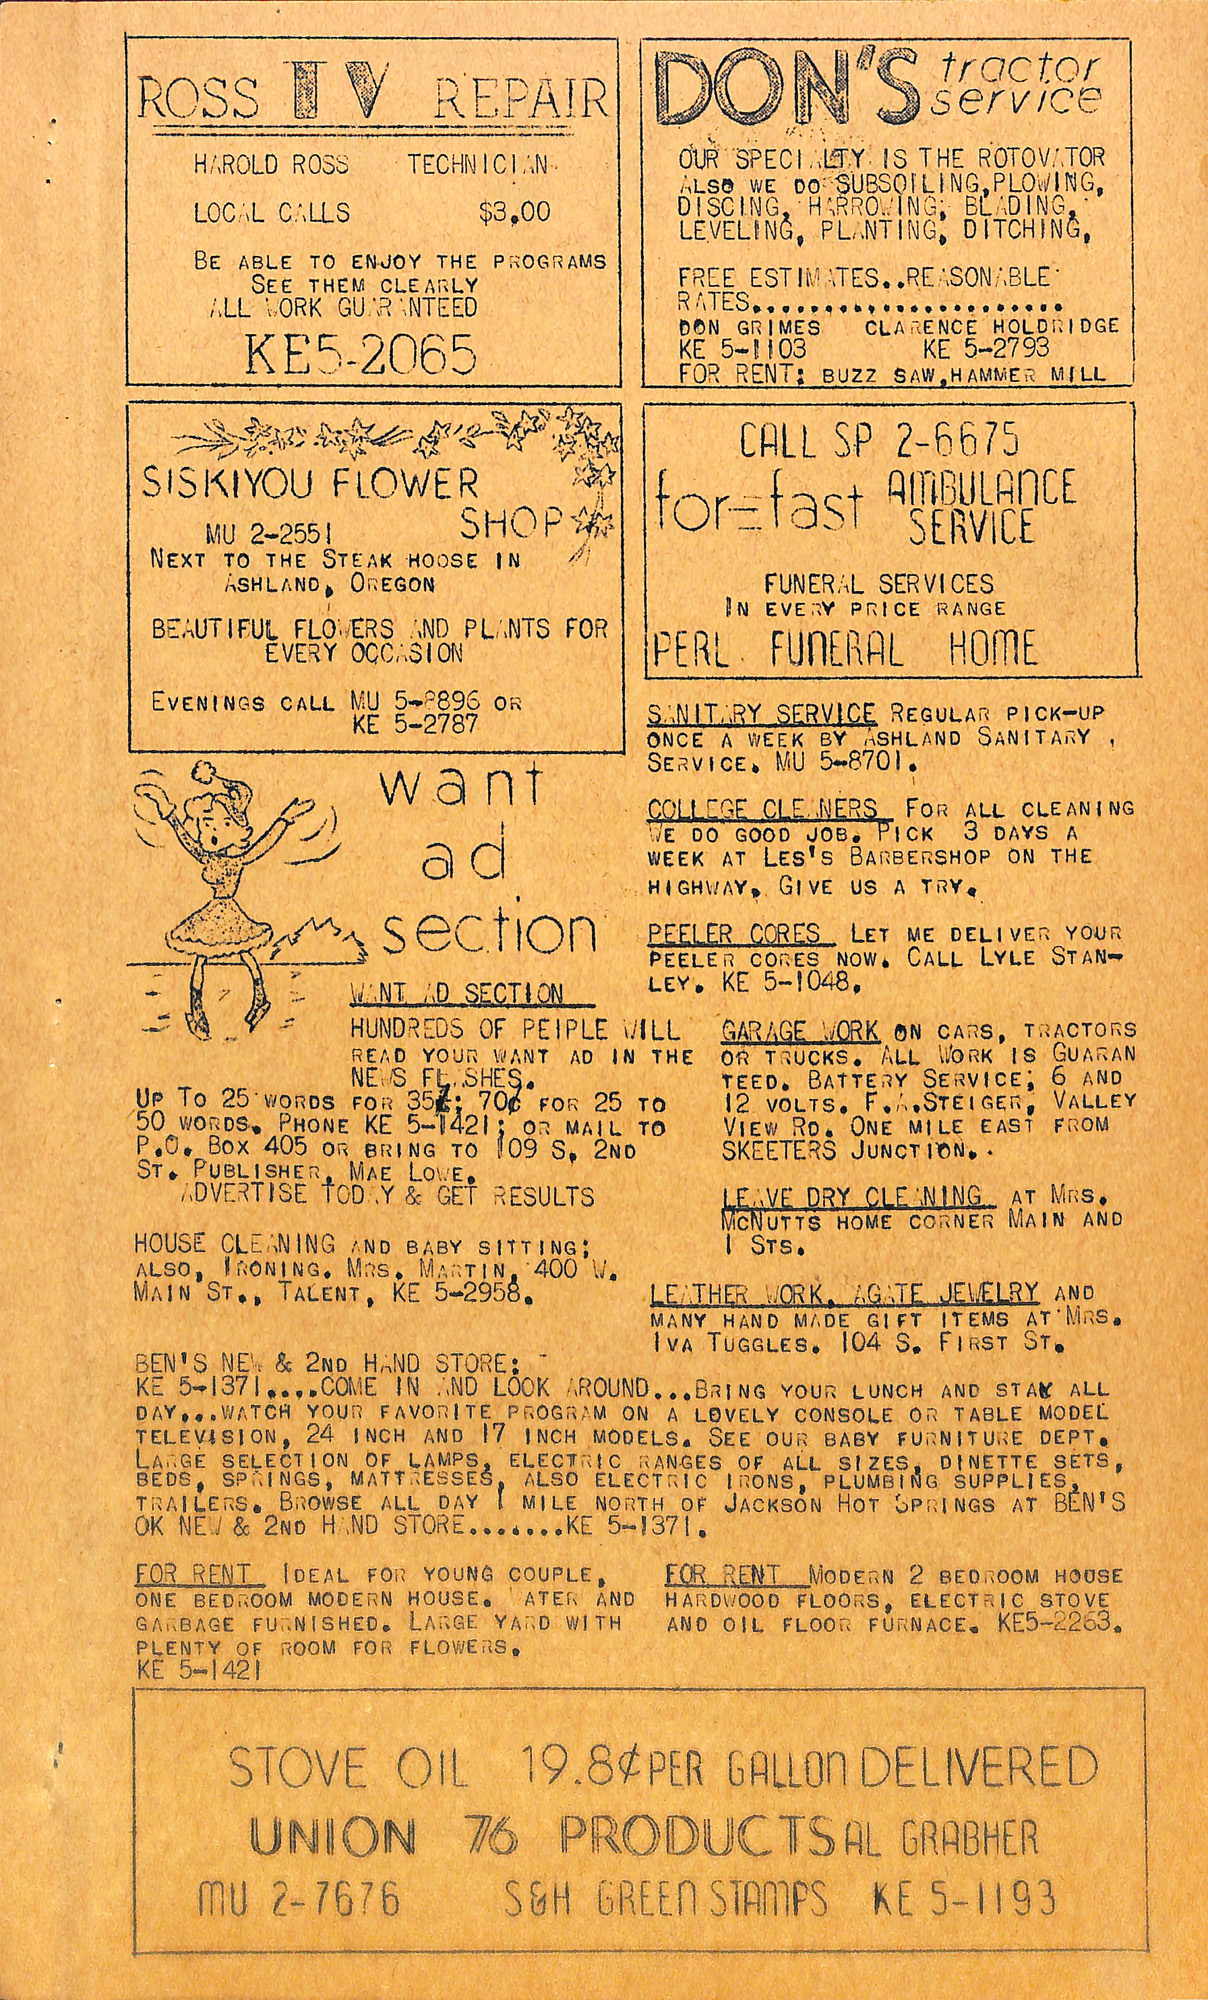 ROSS TV REPAIR
HAROLD ROSS TECHNICIAN
LOCAL CALLS $3.00
BE ABLE TO ENJOY THE PROGRAMS
SEE THEM CLEARLY
ALL WORK GUARANTEED
KE5-2065
DON'S tractor
service
OUR SPECIALTY IS THE ROTOVATOR
ALSO WE DO SUBSOILING, PLOWING,
DISCING, HARROWING, BLADING,
LEVELING, PLANTING, DITCHING,
FREE ESTIMATES..REASONABLE
RATES......................
DON GRIMES CLARENCE HOLDRIDGE
KE 5-1103 KE 5-2793
FOR RENT: BUZZ SAW, HAMMER MILL
SISKIYOU FLOWER
SHOP
MU 2-2551
NEXT TO THE STEAK HOOSE IN
ASHLAND, OREGON
BEAUTIFUL FLOWERS AND PLANTS FOR
EVERY OCCASION
EVENINGS CALL MU 5-8896 OR
KE 5-2787
CALL SP 2-6675
for=fast AMBULANCE
SERVICE
FUNERAL SERVICES
IN EVERY PRICE RANGE
PERL FUNERAL HOME
want
ad
section
WANT AD SECTION
HUNDREDS OF PEIPLE WILL
READ YOUR WANT AD IN THE
NEWS FLASHES.
UP TO 25 WORDS FOR 35¢; 70¢ FOR 25 TO
50 WORDS. PHONE KE 5-1421; OR MAIL TO
P.O. BOX 405 OR BRING TO 109 S. 2ND
ST. PUBLISHER, MAE LOWE.
ADVERTISE TODAY & GET RESULTS
HOUSE CLEANING AND BABY SITTING;
ALSO, IRONING. MRS. MARTIN, 400 W.
MAIN ST., TALENT, KE 5-2958.
SANITARY SERVICE REGULAR PICK-UP
ONCE A WEEK BY ASHLAND SANITARY
SERVICE. MU 5-8701.
COLLEGE CLEANERS FOR ALL CLEANING
WE DO GOOD JOB. PICK 3 DAYS A
WEEK AT LES'S BARBERSHOP ON THE
HIGHWAY. GIVE US A TRY.
PEELER CORES LET ME DELIVER YOUR
PEELER CORES NOW. CALL LYLE STAN-
LEY. KE 5-1048.
GARAGE WORK ON CARS, TRACTORS
OR TRUCKS. ALL WORK IS GUARAN
TEED. BATTERY SERVICE; 6 AND
12 VOLTS. F.A.STEIGER, VALLEY
VIEW RD. ONE MILE EAST FROM
SKEETERS JUNCTION..
LEAVE DRY CLEANING AT MRS.
MCNUTTS HOME CORNER MAIN AND
I STS.
LEATHER WORK, AGATE JEWELRY AND
MANY HAND MADE GIFT ITEMS AT MRS.
IVA TUGGLES. 104 S. FIRST ST.
BEN'S NEW & 2ND HAND STORE:
KE 5-1371....COME IN AND LOOK AROUND...BRING YOUR LUNCH AND STAY ALL
DAY...WATCH YOUR FAVORITE PROGRAM ON A LOVELY CONSOLE OR TABLE MODEL
TELEVISION, 24 INCH AND 17 INCH MODELS. SEE OUR BABY FURNITURE DEPT.
LARGE SELECTION OF LAMPS, ELECTRIC RANGES OF ALL SIZES, DINETTE SETS,
BEDS, SPRINGS, MATTRESSES, ALSO ELECTRIC IRONS, PLUMBING SUPPLIES,
TRAILERS. BROWSE ALL DAY 1 MILE NORTH OF JACKSON HOT SPRINGS AT BEN'S
OK NEW & 2ND HAND STORE.......KE 5-1371.
FOR RENT IDEAL FOR YOUNG COUPLE,
ONE BEDROOM MODERN HOUSE. WATER AND
GARBAGE FURNISHED. LARGE YARD WITH
PLENTY OF ROOM FOR FLOWERS.
KE 5-1421
FOR RENT MODERN 2 BEDROOM HOUSE
HARDWOOD FLOORS, ELECTRIC STOVE
AND OIL FLOOR FURNACE. KE5-2263.
STOVE OIL 19.8¢ PER GALLON DELIVERED
UNION 76 PRODUCTS AL GRABHER
MU 2-7676 S&H GREEN STAMPS KE 5-1193